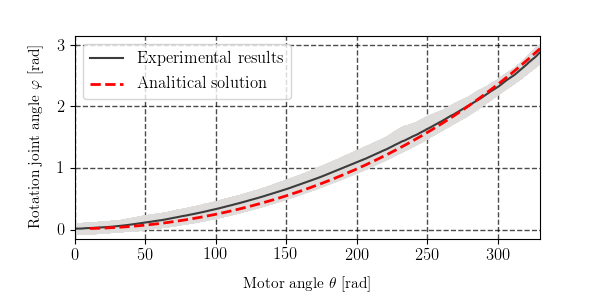 Experimental results
Analitical solution
Rotation joint angle φ [rad]
3
2
1
0
0 50 100 150 200 250 300
Motor angle θ [rad]